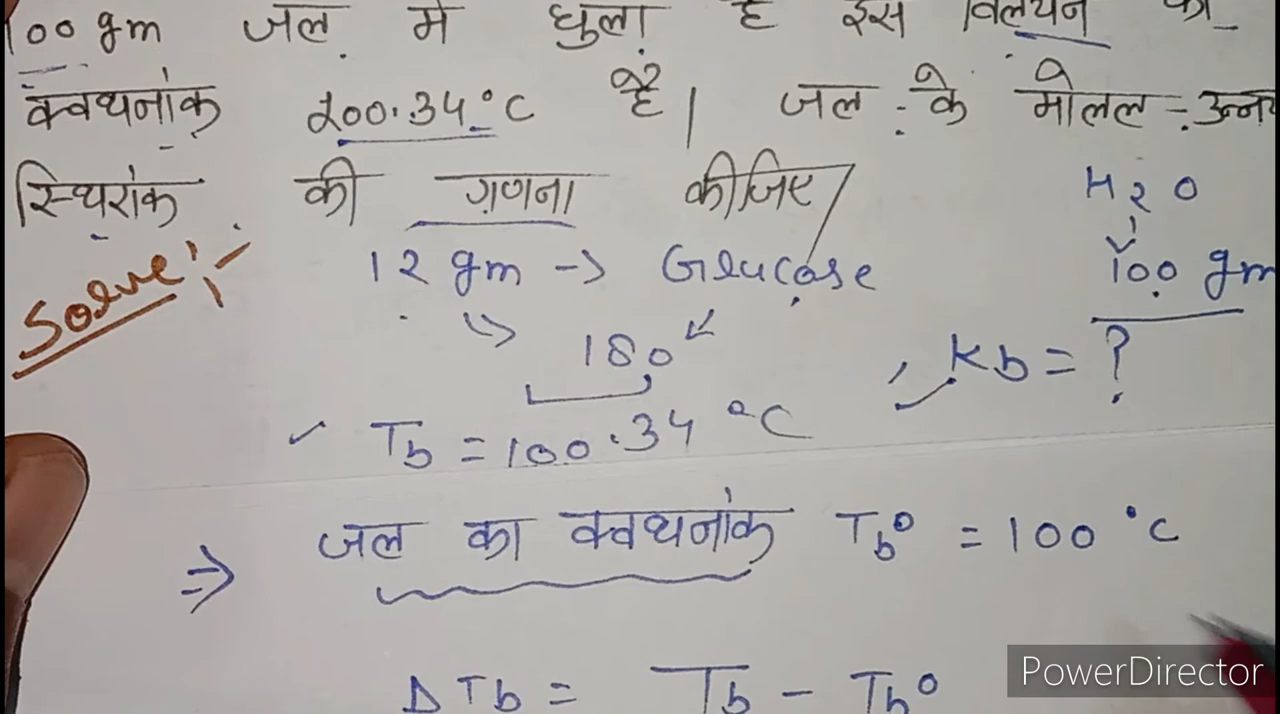 100 gm जल में घुला है इस विलयन का
क्वथनांक 100.34°C है। जल के मोलल-उन्नय
स्थिरांक की गणना कीजिए/
H2O
Solve:- 12 gm -> Glucose 100 gm
180
, Kb = ?
✓ Tb = 100.34 °C
=> जल का क्वथनांक Tb° = 100 °C
ΔTb = Tb - Tb°
PowerDirector